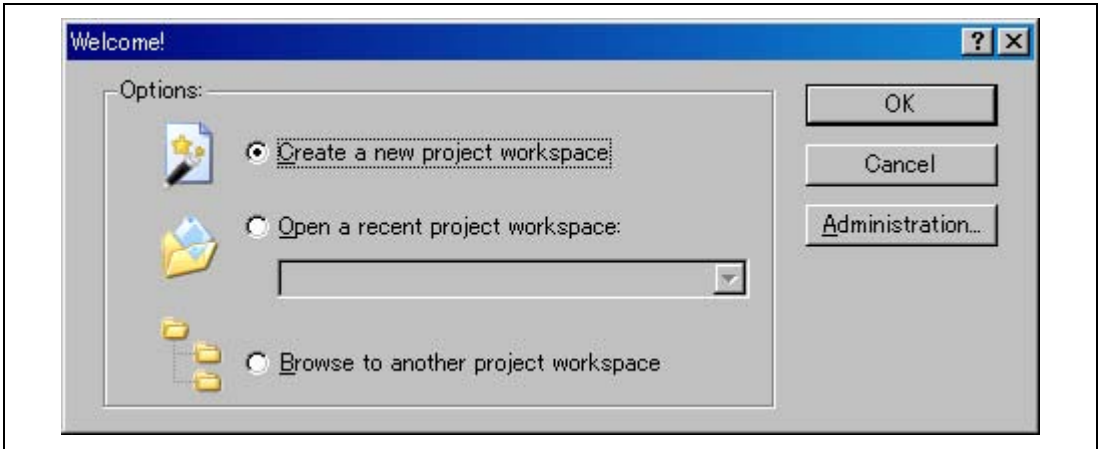 Welcome!
Options:
Create a new project workspace
Open a recent project workspace:
Browse to another project workspace
OK
Cancel
Administration...